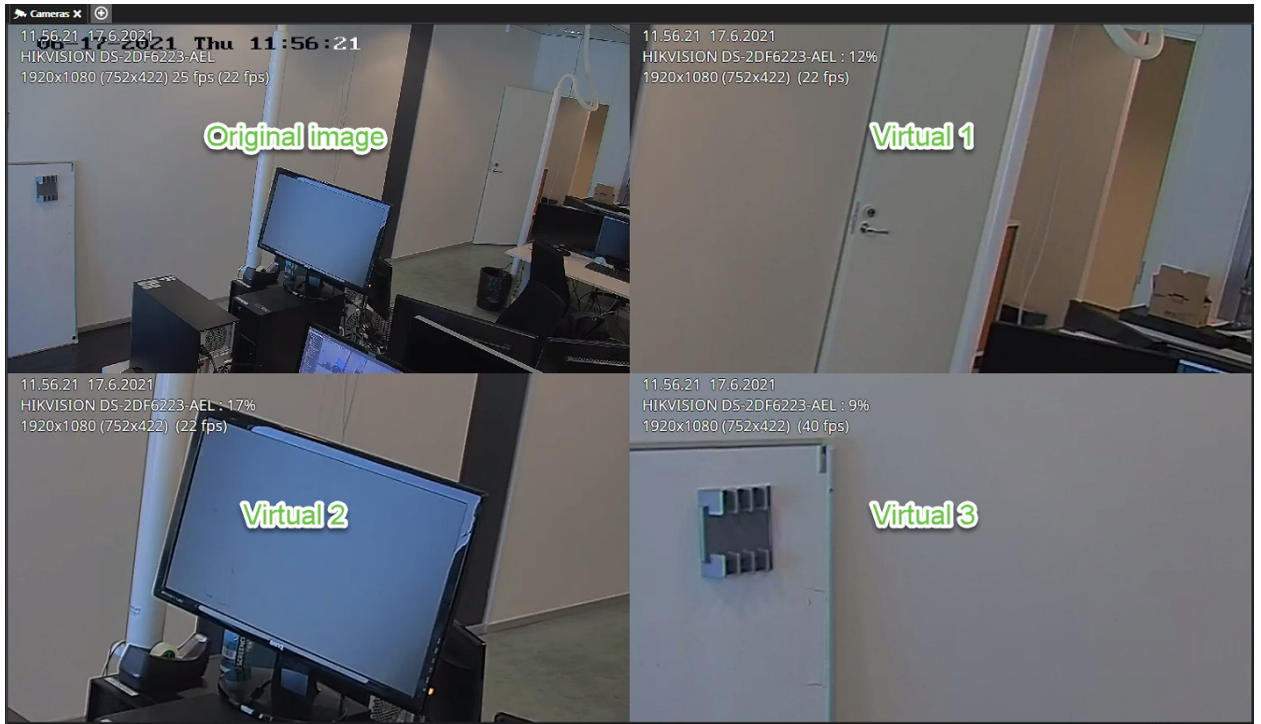 Cameras X
06-17-2021 Thu 11:56:21
11.56.21 17.6.2021
HIKVISION DS-2DF6223-AEL
1920x1080 (752x422) 25 fps (22 fps)
Original image
11.56.21 17.6.2021
HIKVISION DS-2DF6223-AEL : 12%
1920x1080 (752x422) (22 fps)
Virtual 1
11.56.21 17.6.2021
HIKVISION DS-2DF6223-AEL : 17%
1920x1080 (752x422) (22 fps)
Virtual 2
BenQ
11.56.21 17.6.2021
HIKVISION DS-2DF6223-AEL : 9%
1920x1080 (752x422) (40 fps)
Virtual 3